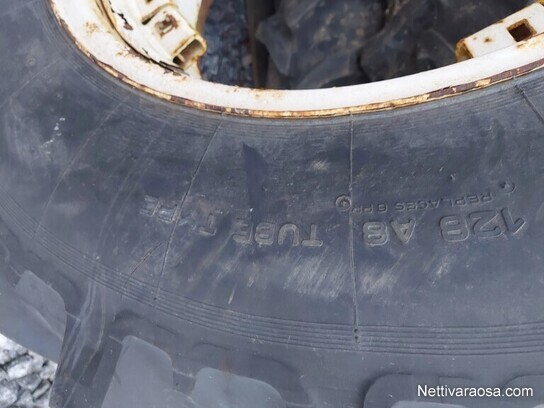 128 A8 TUBE TYPE
REPLACES 6 PR
Nettivaraosa.com